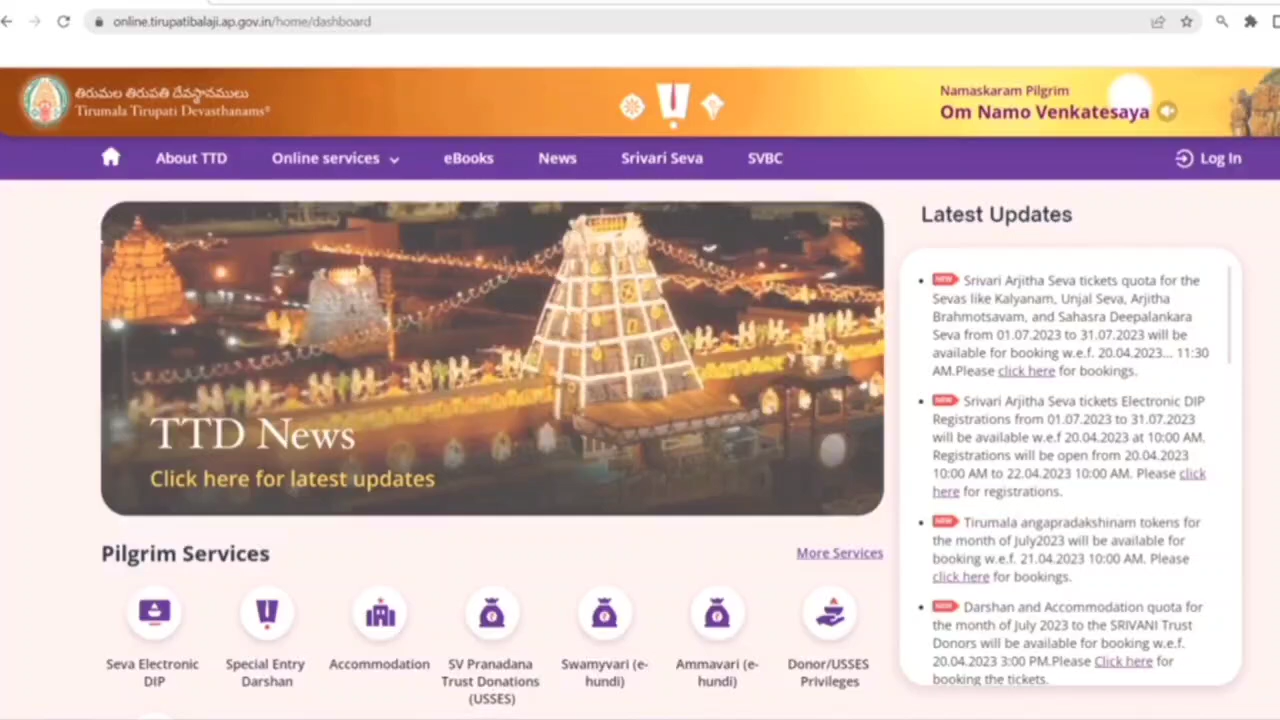 online.tirupatibalaji.ap.gov.in/home/dashboard
తిరుమల తిరుపతి దేవస్థానములు
Tirumala Tirupati Devasthanams®
Namaskaram Pilgrim
Om Namo Venkatesaya
About TTD
Online services
eBooks
News
Srivari Seva
SVBC
Log In
TTD News
Click here for latest updates
Latest Updates
NEW Srivari Arjitha Seva tickets quota for the
Sevas like Kalyanam, Unjal Seva, Arjitha
Brahmotsavam, and Sahasra Deepalankara
Seva from 01.07.2023 to 31.07.2023 will be
available for booking w.e.f. 20.04.2023... 11:30
AM.Please click here for bookings.
NEW Srivari Arjitha Seva tickets Electronic DIP
Registrations from 01.07.2023 to 31.07.2023
will be available w.e.f 20.04.2023 at 10:00 AM.
Registrations will be open from 20.04.2023
10:00 AM to 22.04.2023 10:00 AM. Please click
here for registrations.
NEW Tirumala angapradakshinam tokens for
the month of July2023 will be available for
booking w.e.f. 21.04.2023 10:00 AM. Please
click here for bookings.
NEW Darshan and Accommodation quota for
the month of July 2023 to the SRIVANI Trust
Donors will be available for booking w.e.f.
20.04.2023 3:00 PM.Please Click here for
booking the tickets.
Pilgrim Services
More Services
Seva Electronic
DIP
Special Entry
Darshan
Accommodation
SV Pranadana
Trust Donations
(USSES)
Swamyvari (e-
hundi)
Ammavari (e-
hundi)
Donor/USSES
Privileges